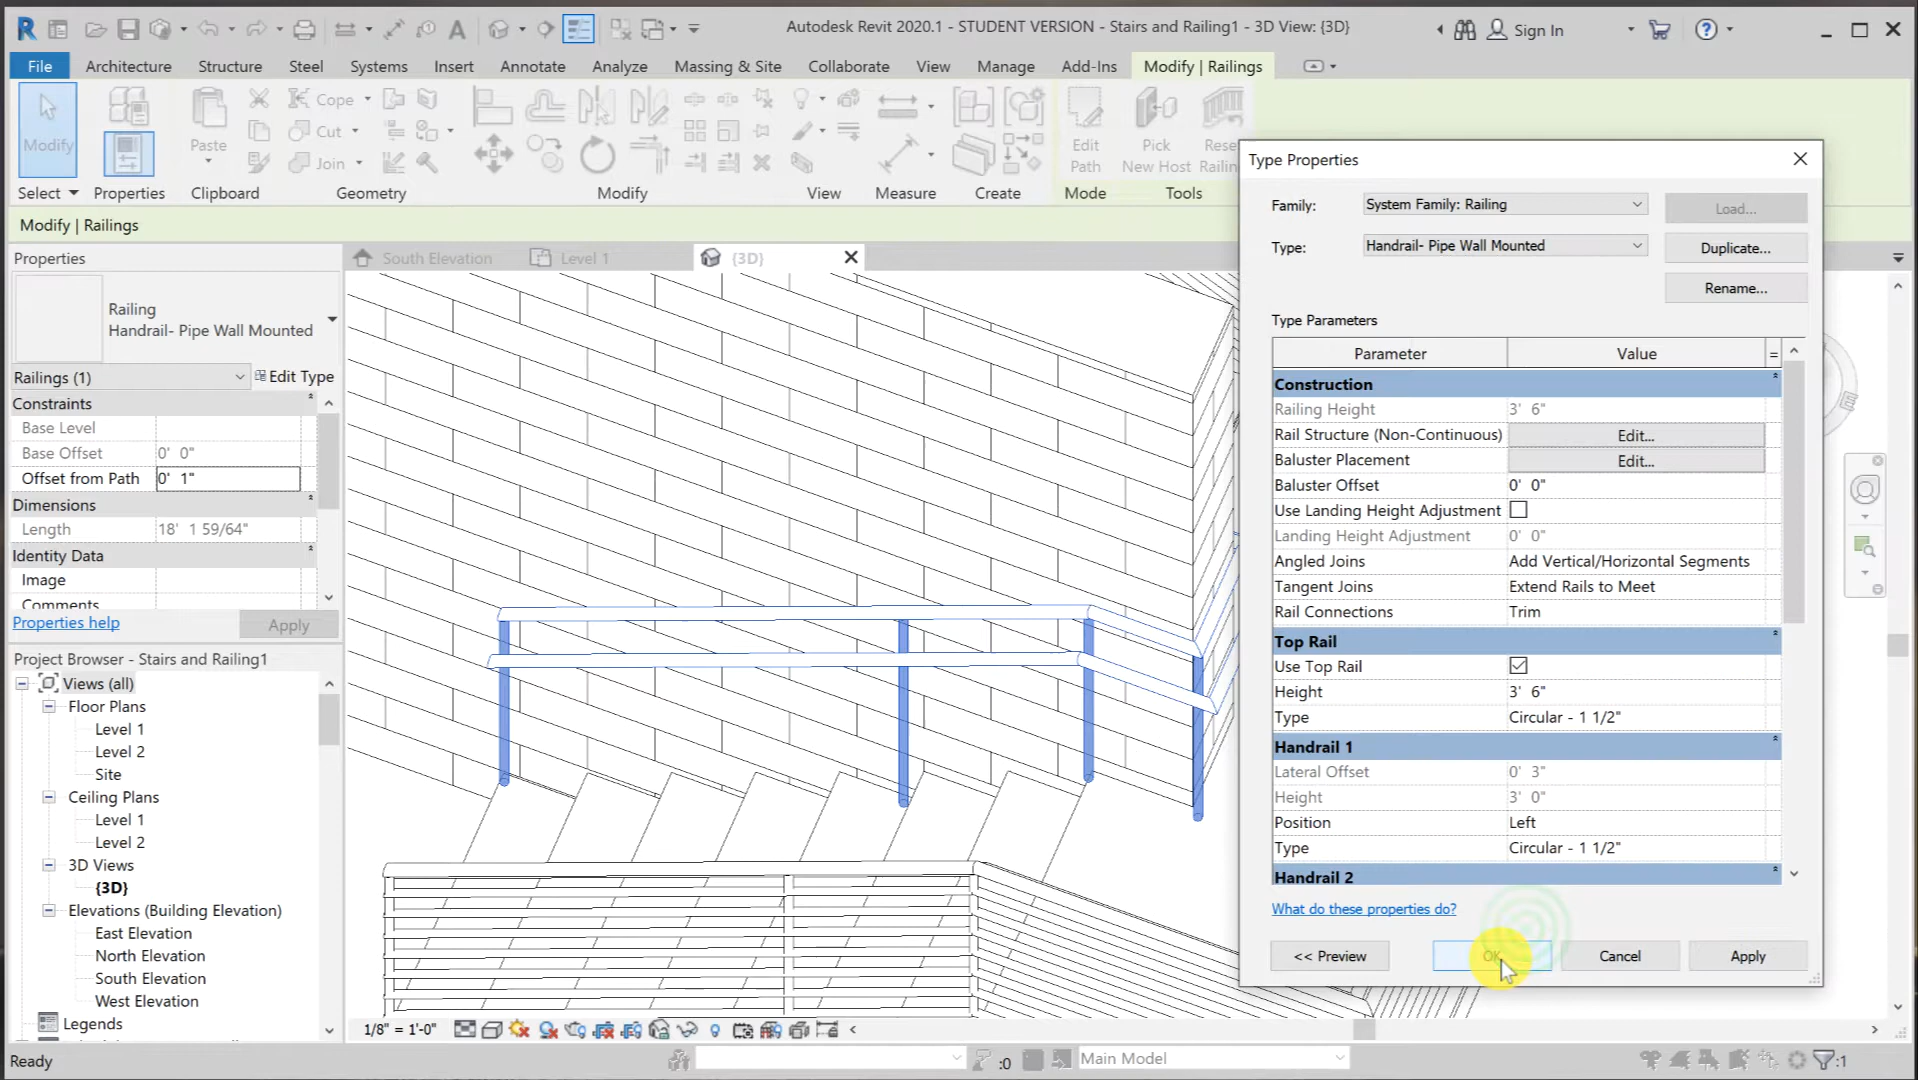 Autodesk Revit 2020.1 - STUDENT VERSION - Stairs and Railing1 - 3D View: {3D}
Sign In
File Architecture Structure Steel Systems Insert Annotate Analyze Massing & Site Collaborate View Manage Add-Ins Modify | Railings
Modify
Paste
Cope
Cut
Join
Edit Path
Pick New Host
Select Properties Clipboard Geometry Modify View Measure Create Mode Tools
Modify | Railings
Properties
Railing
Handrail- Pipe Wall Mounted
Railings (1)
Edit Type
Constraints
Base Level
Base Offset 0' 0"
Offset from Path 0' 1"
Dimensions
Length 18' 1 59/64"
Identity Data
Image
Comments
Properties help
Apply
Project Browser - Stairs and Railing1
Views (all)
Floor Plans
Level 1
Level 2
Site
Ceiling Plans
Level 1
Level 2
3D Views
{3D}
Elevations (Building Elevation)
East Elevation
North Elevation
South Elevation
West Elevation
Legends
South Elevation
Level 1
{3D}
Type Properties
Family: System Family: Railing Load...
Type: Handrail- Pipe Wall Mounted Duplicate...
Rename...
Type Parameters
Parameter Value =
Construction
Railing Height 3' 6"
Rail Structure (Non-Continuous) Edit...
Baluster Placement Edit...
Baluster Offset 0' 0"
Use Landing Height Adjustment
Landing Height Adjustment 0' 0"
Angled Joins Add Vertical/Horizontal Segments
Tangent Joins Extend Rails to Meet
Rail Connections Trim
Top Rail
Use Top Rail
Height 3' 6"
Type Circular - 1 1/2"
Handrail 1
Lateral Offset 0' 3"
Height 3' 0"
Position Left
Type Circular - 1 1/2"
Handrail 2
What do these properties do?
<< Preview OK Cancel Apply
1/8" = 1'-0"
Ready
:0
Main Model
:1